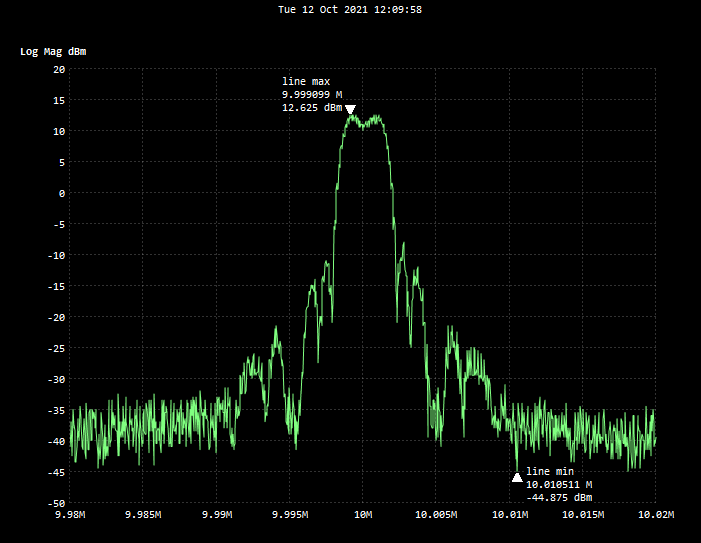 Tue 12 Oct 2021 12:09:58
Log Mag dBm
20
line max
9.999099 M
12.625 dBm
15
10
5
0
-5
-10
-15
-20
-25
-30
-35
-40
-45
line min
10.010511 M
-44.875 dBm
-50
9.98M 9.985M 9.99M 9.995M 10M 10.005M 10.01M 10.015M 10.02M